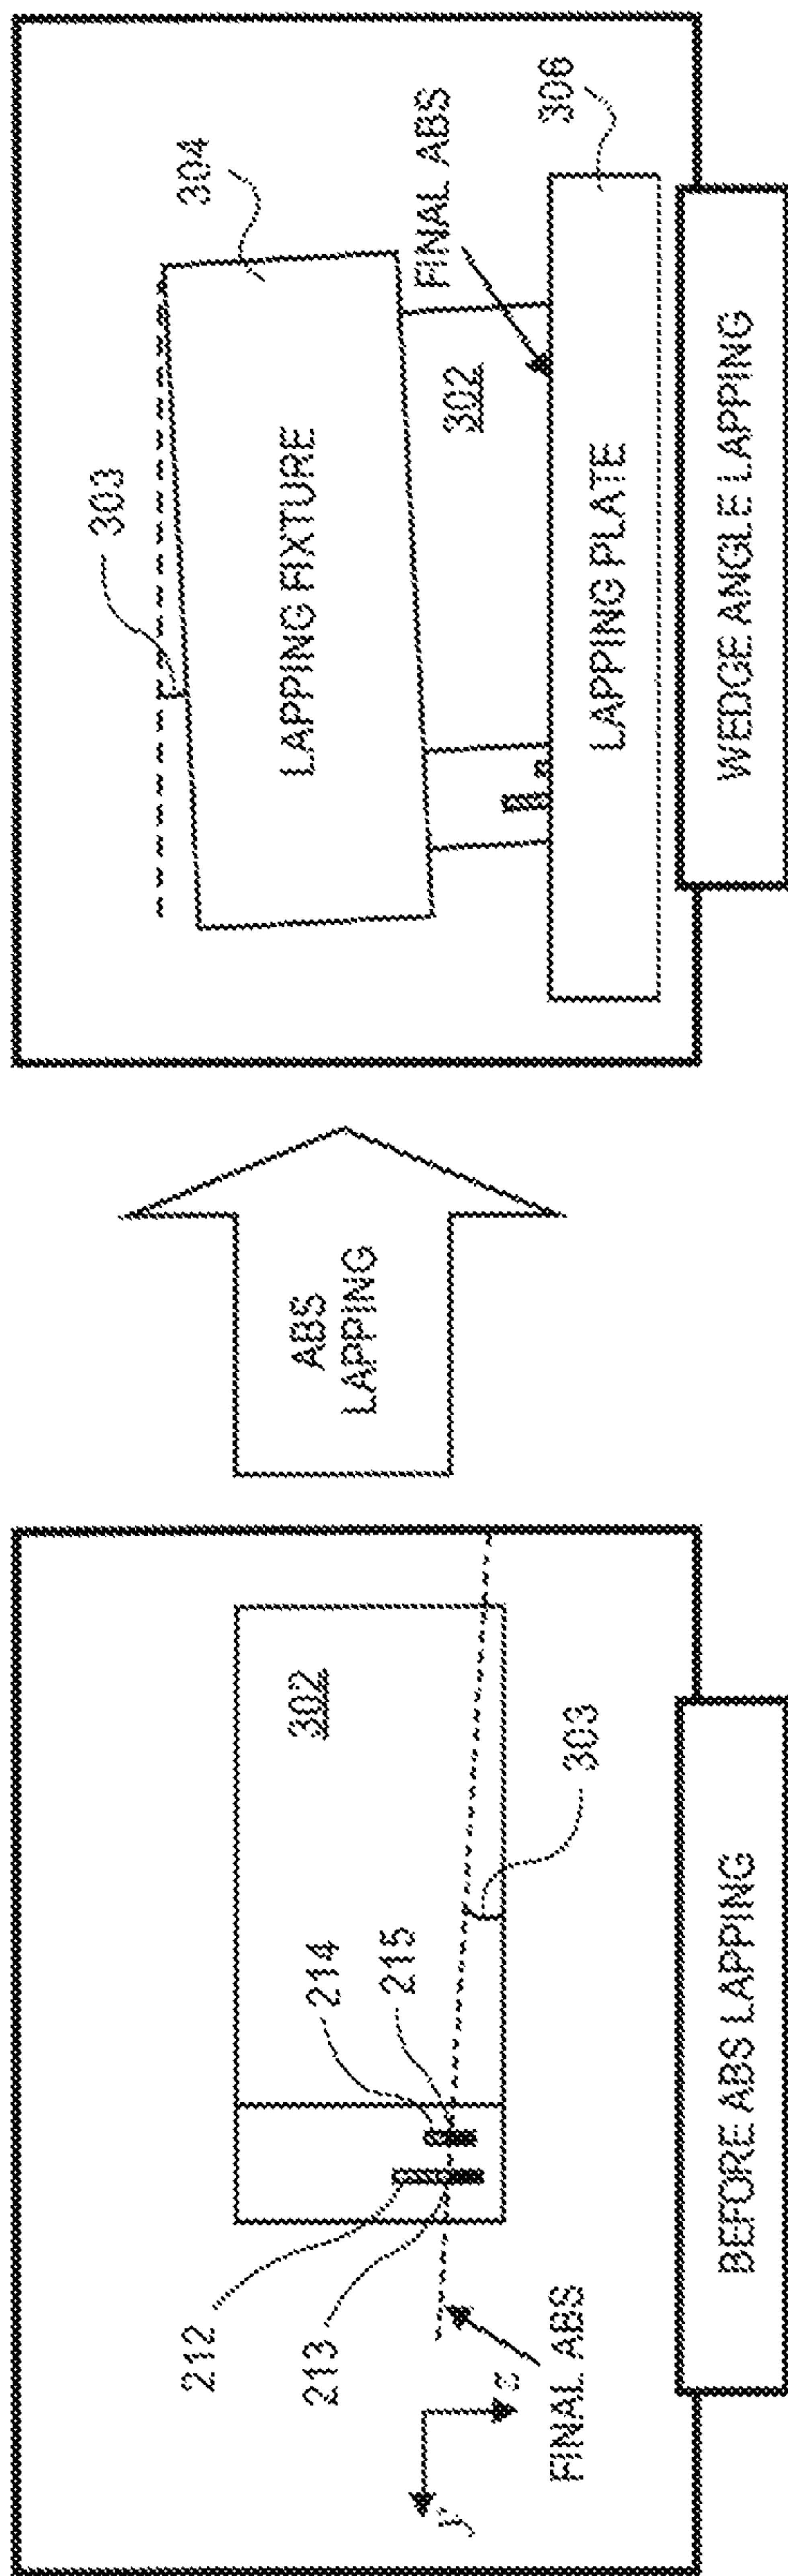 212
213
214
215
302
303
FINAL ABS
y
BEFORE ABS LAPPING
ABS
LAPPING
303
304
LAPPING FIXTURE
302
FINAL ABS
306
LAPPING PLATE
WEDGE ANGLE LAPPING